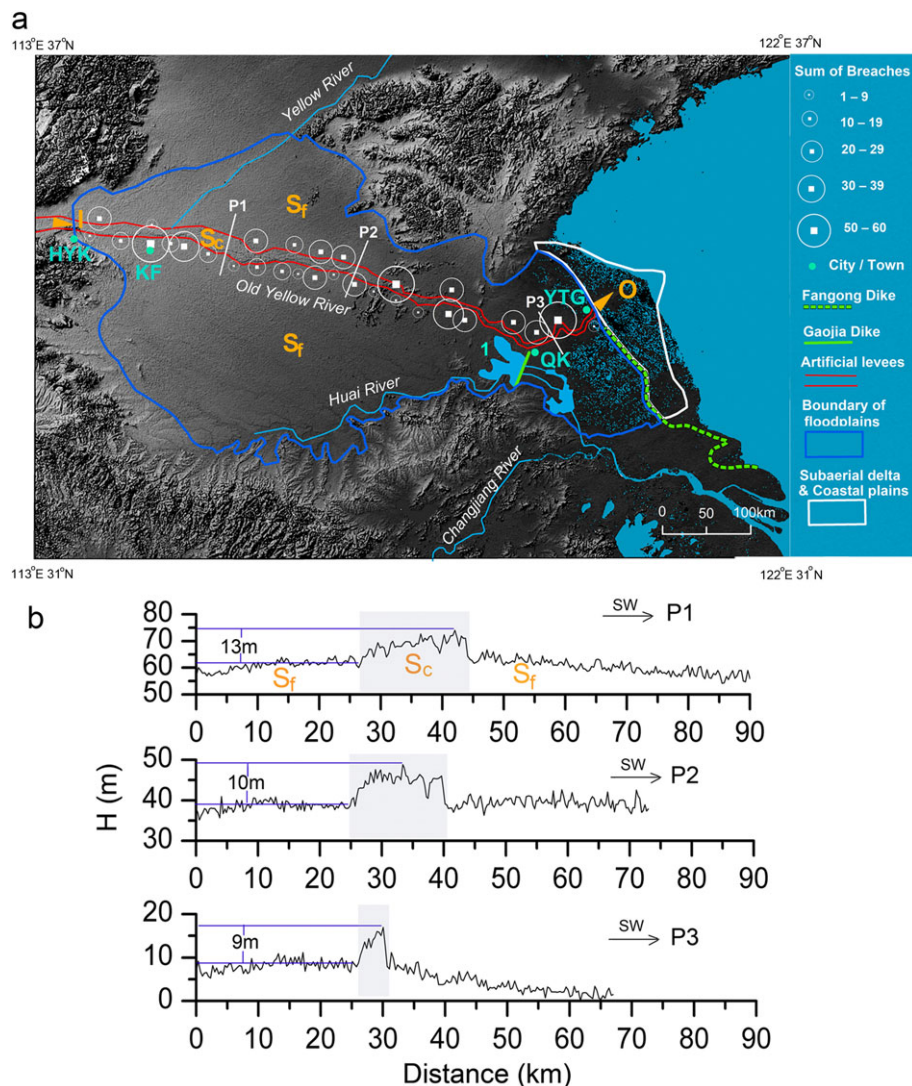 a
113°E 37°N
122°E 37°N
Yellow River
P1
P2
P3
Sf
Sc
I
HYK
KF
Old Yellow River
Sf
YTG
O
1
QK
Huai River
Changjiang River
0 50 100km
113°E 31°N
122°E 31°N
Sum of Breaches
1 – 9
10 – 19
20 – 29
30 – 39
50 – 60
City / Town
Fangong Dike
Gaojia Dike
Artificial levees
Boundary of
floodplains
Subaerial delta
& Coastal plains
b
SW P1
80
70
60
50
13m
Sf Sc Sf
0 10 20 30 40 50 60 70 80 90
SW P2
50
40
30
10m
0 10 20 30 40 50 60 70 80 90
SW P3
20
10
0
9m
0 10 20 30 40 50 60 70 80 90
H (m)
Distance (km)